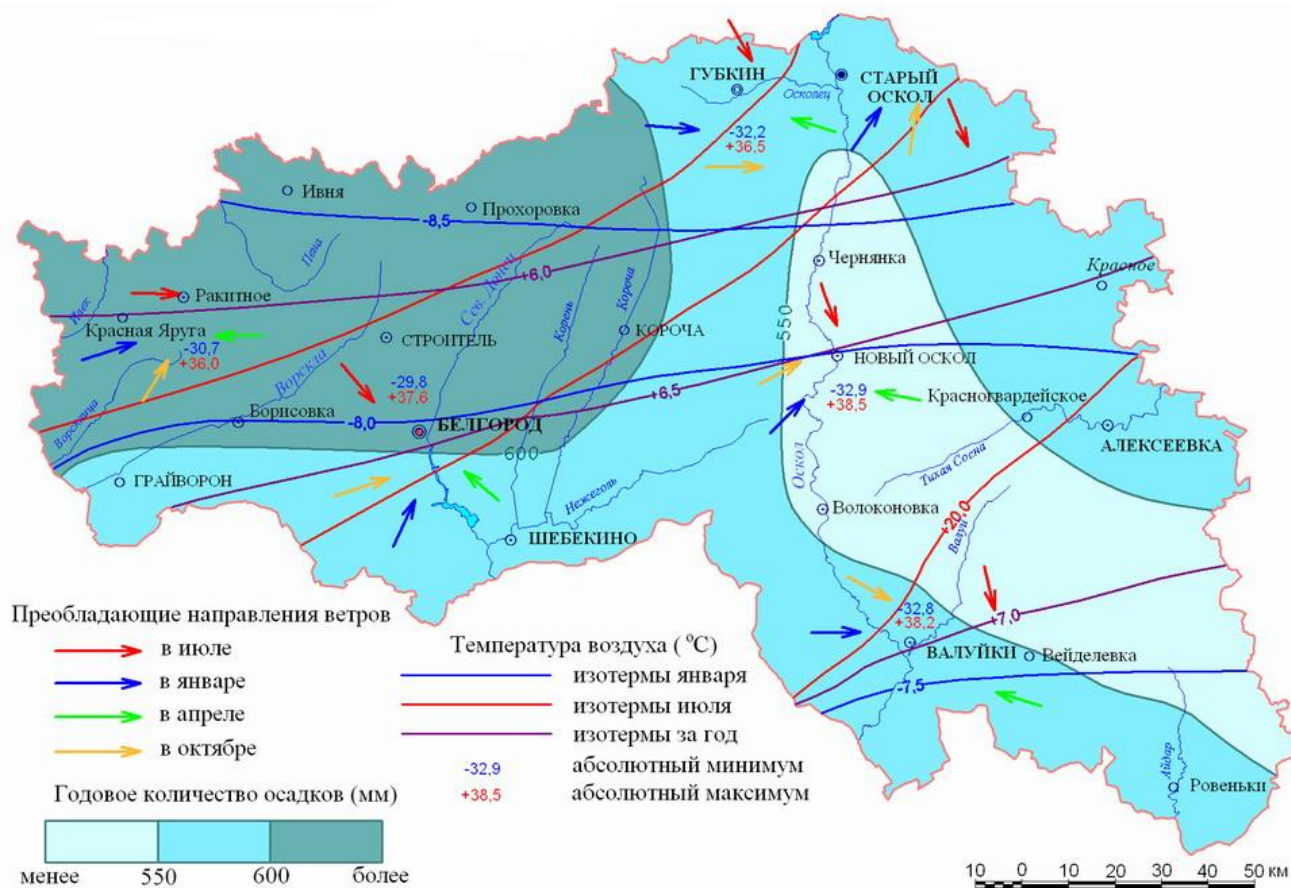 ГУБКИН
СТАРЫЙ
ОСКОЛ
Осколец
-32,2
+36,5
Ивня
Прохоровка
-8,5
Пена
Сев. Донец
Корень
Короча
Чернянка
Красное
+6,0
Ракитное
Илек
Красная Яруга
-30,7
+36,0
СТРОИТЕЛЬ
КОРОЧА
550
НОВЫЙ ОСКОЛ
Ворскла
-29,8
+37,6
+6,5
-32,9
+38,5
Красногвардейское
Борисовка
-8,0
БЕЛГОРОД
600
АЛЕКСЕЕВКА
Ворсклица
ГРАЙВОРОН
Нежеголь
Оскол
Тихая Сосна
Волоконовка
+20,0
Валуй
ШЕБЕКИНО
-32,8
+38,2
+7,0
ВАЛУЙКИ
Вейделевка
-7,5
Айдар
Ровеньки
Преобладающие направления ветров
в июле
в январе
в апреле
в октябре
Температура воздуха ( °С)
изотермы января
изотермы июля
изотермы за год
-32,9 абсолютный минимум
+38,5 абсолютный максимум
Годовое количество осадков (мм)
менее 550 600 более
10 0 10 20 30 40 50 км